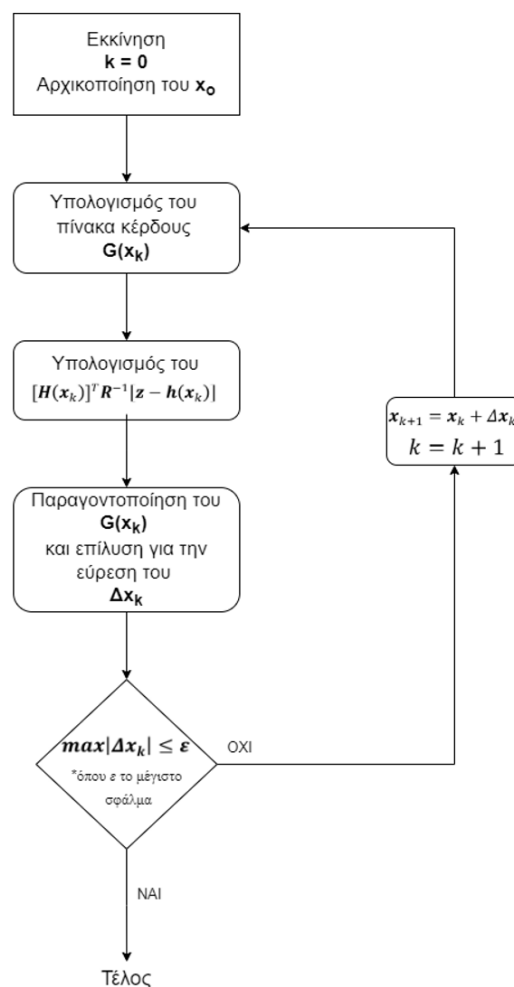 Εκκίνηση
k = 0
Αρχικοποίηση του xₒ
Υπολογισμός του
πίνακα κέρδους
G(xₖ)
Υπολογισμός του
[H(xₖ)]ᵀR⁻¹|z − h(xₖ)|
xₖ₊₁ = xₖ + Δxₖ
k = k + 1
Παραγοντοποίηση του
G(xₖ)
και επίλυση για την
εύρεση του
Δxₖ
max|Δxₖ| ≤ ε
*όπου ε το μέγιστο
σφάλμα
ΟΧΙ
ΝΑΙ
Τέλος